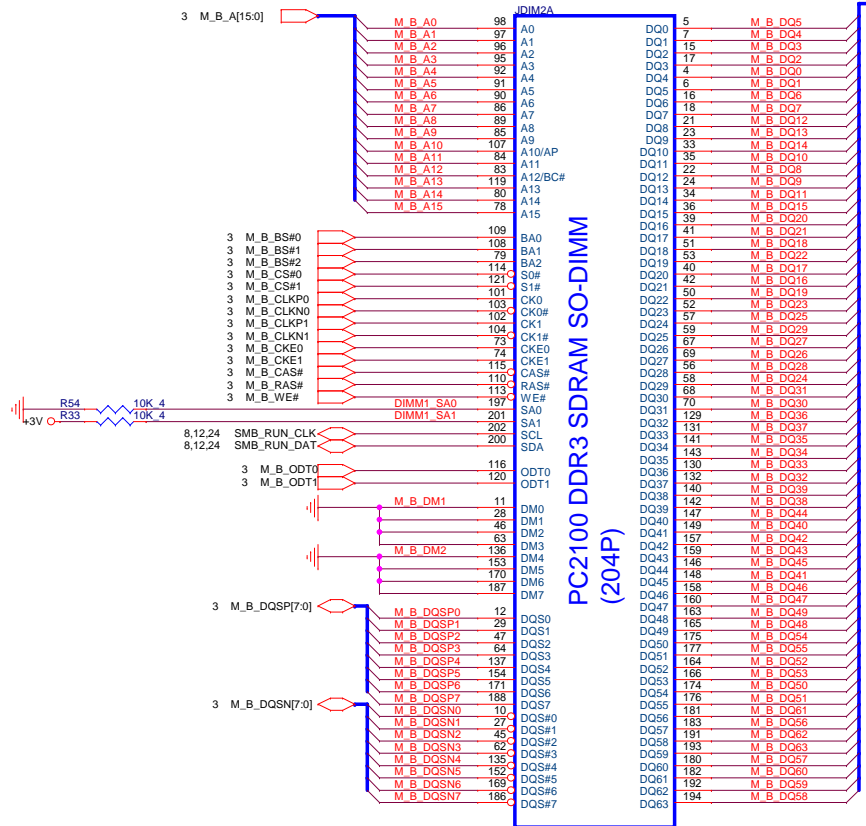 JDIM2A
3 M_B_A[15:0]
M_B_A0 98 A0
M_B_A1 97 A1
M_B_A2 96 A2
M_B_A3 95 A3
M_B_A4 92 A4
M_B_A5 91 A5
M_B_A6 90 A6
M_B_A7 86 A7
M_B_A8 89 A8
M_B_A9 85 A9
M_B_A10 107 A10/AP
M_B_A11 84 A11
M_B_A12 83 A12/BC#
M_B_A13 119 A13
M_B_A14 80 A14
M_B_A15 78 A15
3 M_B_BS#0 109 BA0
3 M_B_BS#1 108 BA1
3 M_B_BS#2 79 BA2
3 M_B_CS#0 114 S0#
3 M_B_CS#1 121 S1#
3 M_B_CLKP0 101 CK0
3 M_B_CLKN0 103 CK0#
3 M_B_CLKP1 102 CK1
3 M_B_CLKN1 104 CK1#
3 M_B_CKE0 73 CKE0
3 M_B_CKE1 74 CKE1
3 M_B_CAS# 115 CAS#
3 M_B_RAS# 110 RAS#
3 M_B_WE# 113 WE#
R54 10K_4 DIMM1_SA0 197 SA0
+3V R33 10K_4 DIMM1_SA1 201 SA1
8,12,24 SMB_RUN_CLK 202 SCL
8,12,24 SMB_RUN_DAT 200 SDA
3 M_B_ODT0 116 ODT0
3 M_B_ODT1 120 ODT1
M_B_DM1 11 DM0
28 DM1
46 DM2
63 DM3
M_B_DM2 136 DM4
153 DM5
170 DM6
187 DM7
3 M_B_DQSP[7:0]
M_B_DQSP0 12 DQS0
M_B_DQSP1 29 DQS1
M_B_DQSP2 47 DQS2
M_B_DQSP3 64 DQS3
M_B_DQSP4 137 DQS4
M_B_DQSP5 154 DQS5
M_B_DQSP6 171 DQS6
M_B_DQSP7 188 DQS7
3 M_B_DQSN[7:0]
M_B_DQSN0 10 DQS#0
M_B_DQSN1 27 DQS#1
M_B_DQSN2 45 DQS#2
M_B_DQSN3 62 DQS#3
M_B_DQSN4 135 DQS#4
M_B_DQSN5 152 DQS#5
M_B_DQSN6 169 DQS#6
M_B_DQSN7 186 DQS#7
PC2100 DDR3 SDRAM SO-DIMM
(204P)
DQ0 5 M_B_DQ5
DQ1 7 M_B_DQ4
DQ2 15 M_B_DQ3
DQ3 17 M_B_DQ2
DQ4 4 M_B_DQ0
DQ5 6 M_B_DQ1
DQ6 16 M_B_DQ6
DQ7 18 M_B_DQ7
DQ8 21 M_B_DQ12
DQ9 23 M_B_DQ13
DQ10 33 M_B_DQ14
DQ11 35 M_B_DQ10
DQ12 22 M_B_DQ8
DQ13 24 M_B_DQ9
DQ14 34 M_B_DQ11
DQ15 36 M_B_DQ15
DQ16 39 M_B_DQ20
DQ17 41 M_B_DQ21
DQ18 51 M_B_DQ18
DQ19 53 M_B_DQ22
DQ20 40 M_B_DQ17
DQ21 42 M_B_DQ16
DQ22 50 M_B_DQ19
DQ23 52 M_B_DQ23
DQ24 57 M_B_DQ25
DQ25 59 M_B_DQ29
DQ26 67 M_B_DQ27
DQ27 69 M_B_DQ26
DQ28 56 M_B_DQ28
DQ29 58 M_B_DQ24
DQ30 68 M_B_DQ31
DQ31 70 M_B_DQ30
DQ32 129 M_B_DQ36
DQ33 131 M_B_DQ37
DQ34 141 M_B_DQ35
DQ35 143 M_B_DQ34
DQ36 130 M_B_DQ33
DQ37 132 M_B_DQ32
DQ38 140 M_B_DQ39
DQ39 142 M_B_DQ38
DQ40 147 M_B_DQ44
DQ41 149 M_B_DQ40
DQ42 157 M_B_DQ42
DQ43 159 M_B_DQ43
DQ44 146 M_B_DQ45
DQ45 148 M_B_DQ41
DQ46 158 M_B_DQ46
DQ47 160 M_B_DQ47
DQ48 163 M_B_DQ49
DQ49 165 M_B_DQ48
DQ50 175 M_B_DQ54
DQ51 177 M_B_DQ55
DQ52 164 M_B_DQ52
DQ53 166 M_B_DQ53
DQ54 174 M_B_DQ50
DQ55 176 M_B_DQ51
DQ56 181 M_B_DQ61
DQ57 183 M_B_DQ56
DQ58 191 M_B_DQ62
DQ59 193 M_B_DQ63
DQ60 180 M_B_DQ57
DQ61 182 M_B_DQ60
DQ62 192 M_B_DQ59
DQ63 194 M_B_DQ58